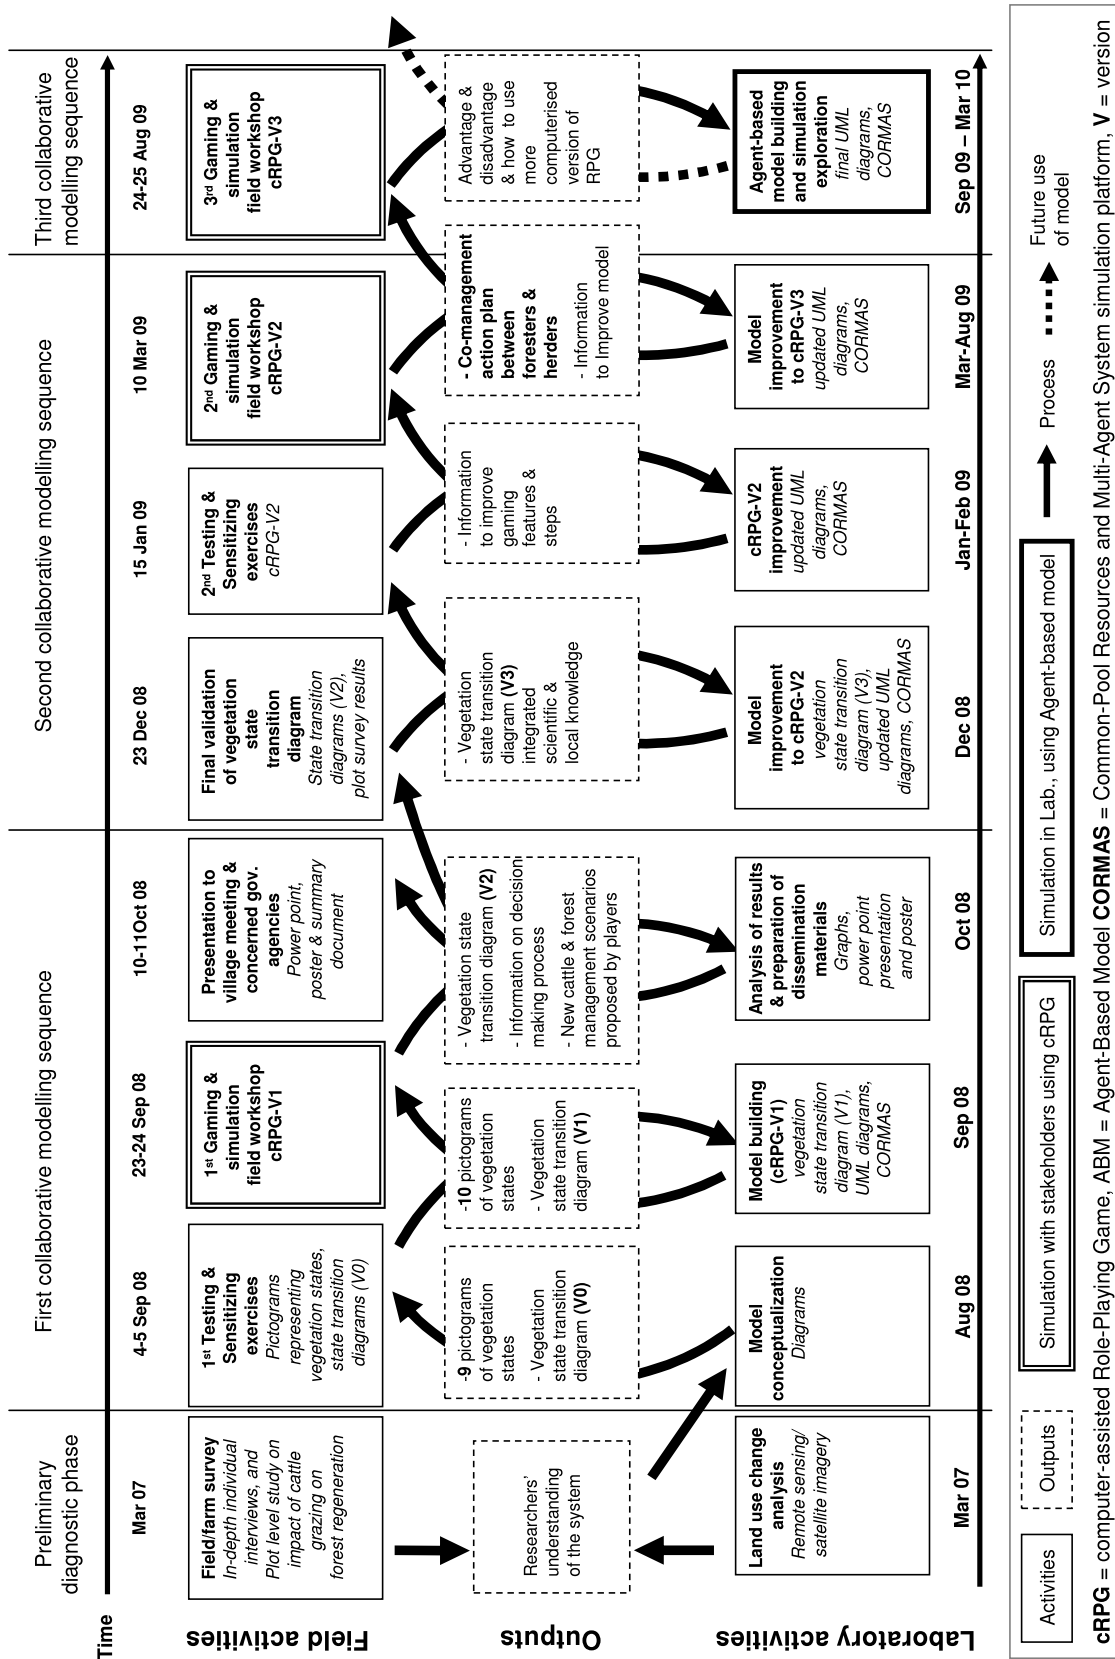 Preliminary
diagnostic phase
First collaborative modelling sequence
Second collaborative modelling sequence
Third collaborative
modelling sequence
Time
Mar 07
4-5 Sep 08
23-24 Sep 08
10-11Oct 08
23 Dec 08
15 Jan 09
10 Mar 09
24-25 Aug 09
Field activities
Field/farm survey
In-depth individual
interviews, and
Plot level study on
impact of cattle
grazing on
forest regeneration
1st Testing &
Sensitizing
exercises
Pictograms
representing
vegetation states,
state transition
diagrams (V0)
1st Gaming &
simulation
field workshop
cRPG-V1
Presentation to
village meeting &
concerned gov.
agencies
Power point,
poster & summary
document
Final validation
of vegetation
state
transition
diagram
State transition
diagrams (V2),
plot survey results
2nd Testing &
Sensitizing
exercises
cRPG-V2
2nd Gaming &
simulation
field workshop
cRPG-V2
3rd Gaming &
simulation
field workshop
cRPG-V3
Outputs
Researchers'
understanding
of the system
-9 pictograms
of vegetation
states
- Vegetation
state transition
diagram (V0)
-10 pictograms
of vegetation
states
- Vegetation
state transition
diagram (V1)
- Vegetation state
transition diagram (V2)
- Information on decision
making process
- New cattle & forest
management scenarios
proposed by players
- Vegetation
state transition
diagram (V3)
integrated
scientific &
local knowledge
- Information
to improve
gaming
features &
steps
- Co-management
action plan
between
foresters &
herders
- Information
to Improve model
Advantage &
disadvantage
& how to use
more
computerised
version of
RPG
Laboratory activities
Land use change
analysis
Remote sensing/
satellite imagery
Model
conceptualization
Diagrams
Model building
(cRPG-V1)
vegetation
state transition
diagram (V1),
UML diagrams,
CORMAS
Analysis of results
& preparation of
dissemination
materials
Graphs,
power point
presentation
and poster
Model
improvement
to cRPG-V2
vegetation
state transition
diagram (V3),
updated UML
diagrams, CORMAS
cRPG-V2
improvement
updated UML
diagrams,
CORMAS
Model
improvement
to cRPG-V3
updated UML
diagrams,
CORMAS
Agent-based
model building
and simulation
exploration
final UML
diagrams,
CORMAS
Mar 07
Aug 08
Sep 08
Oct 08
Dec 08
Jan-Feb 09
Mar-Aug 09
Sep 09 – Mar 10
Activities
Outputs
Simulation with stakeholders using cRPG
Simulation in Lab., using Agent-based model
Process
Future use
of model
cRPG = computer-assisted Role-Playing Game, ABM = Agent-Based Model CORMAS = Common-Pool Resources and Multi-Agent System simulation platform, V = version